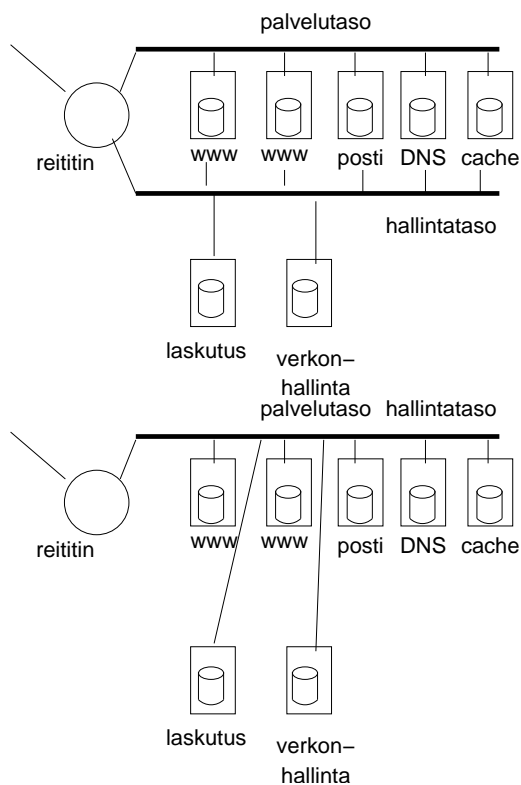 palvelutaso
www www posti DNS cache
reititin
hallintataso
laskutus verkon–
hallinta
palvelutaso hallintataso
www www posti DNS cache
reititin
laskutus verkon–
hallinta